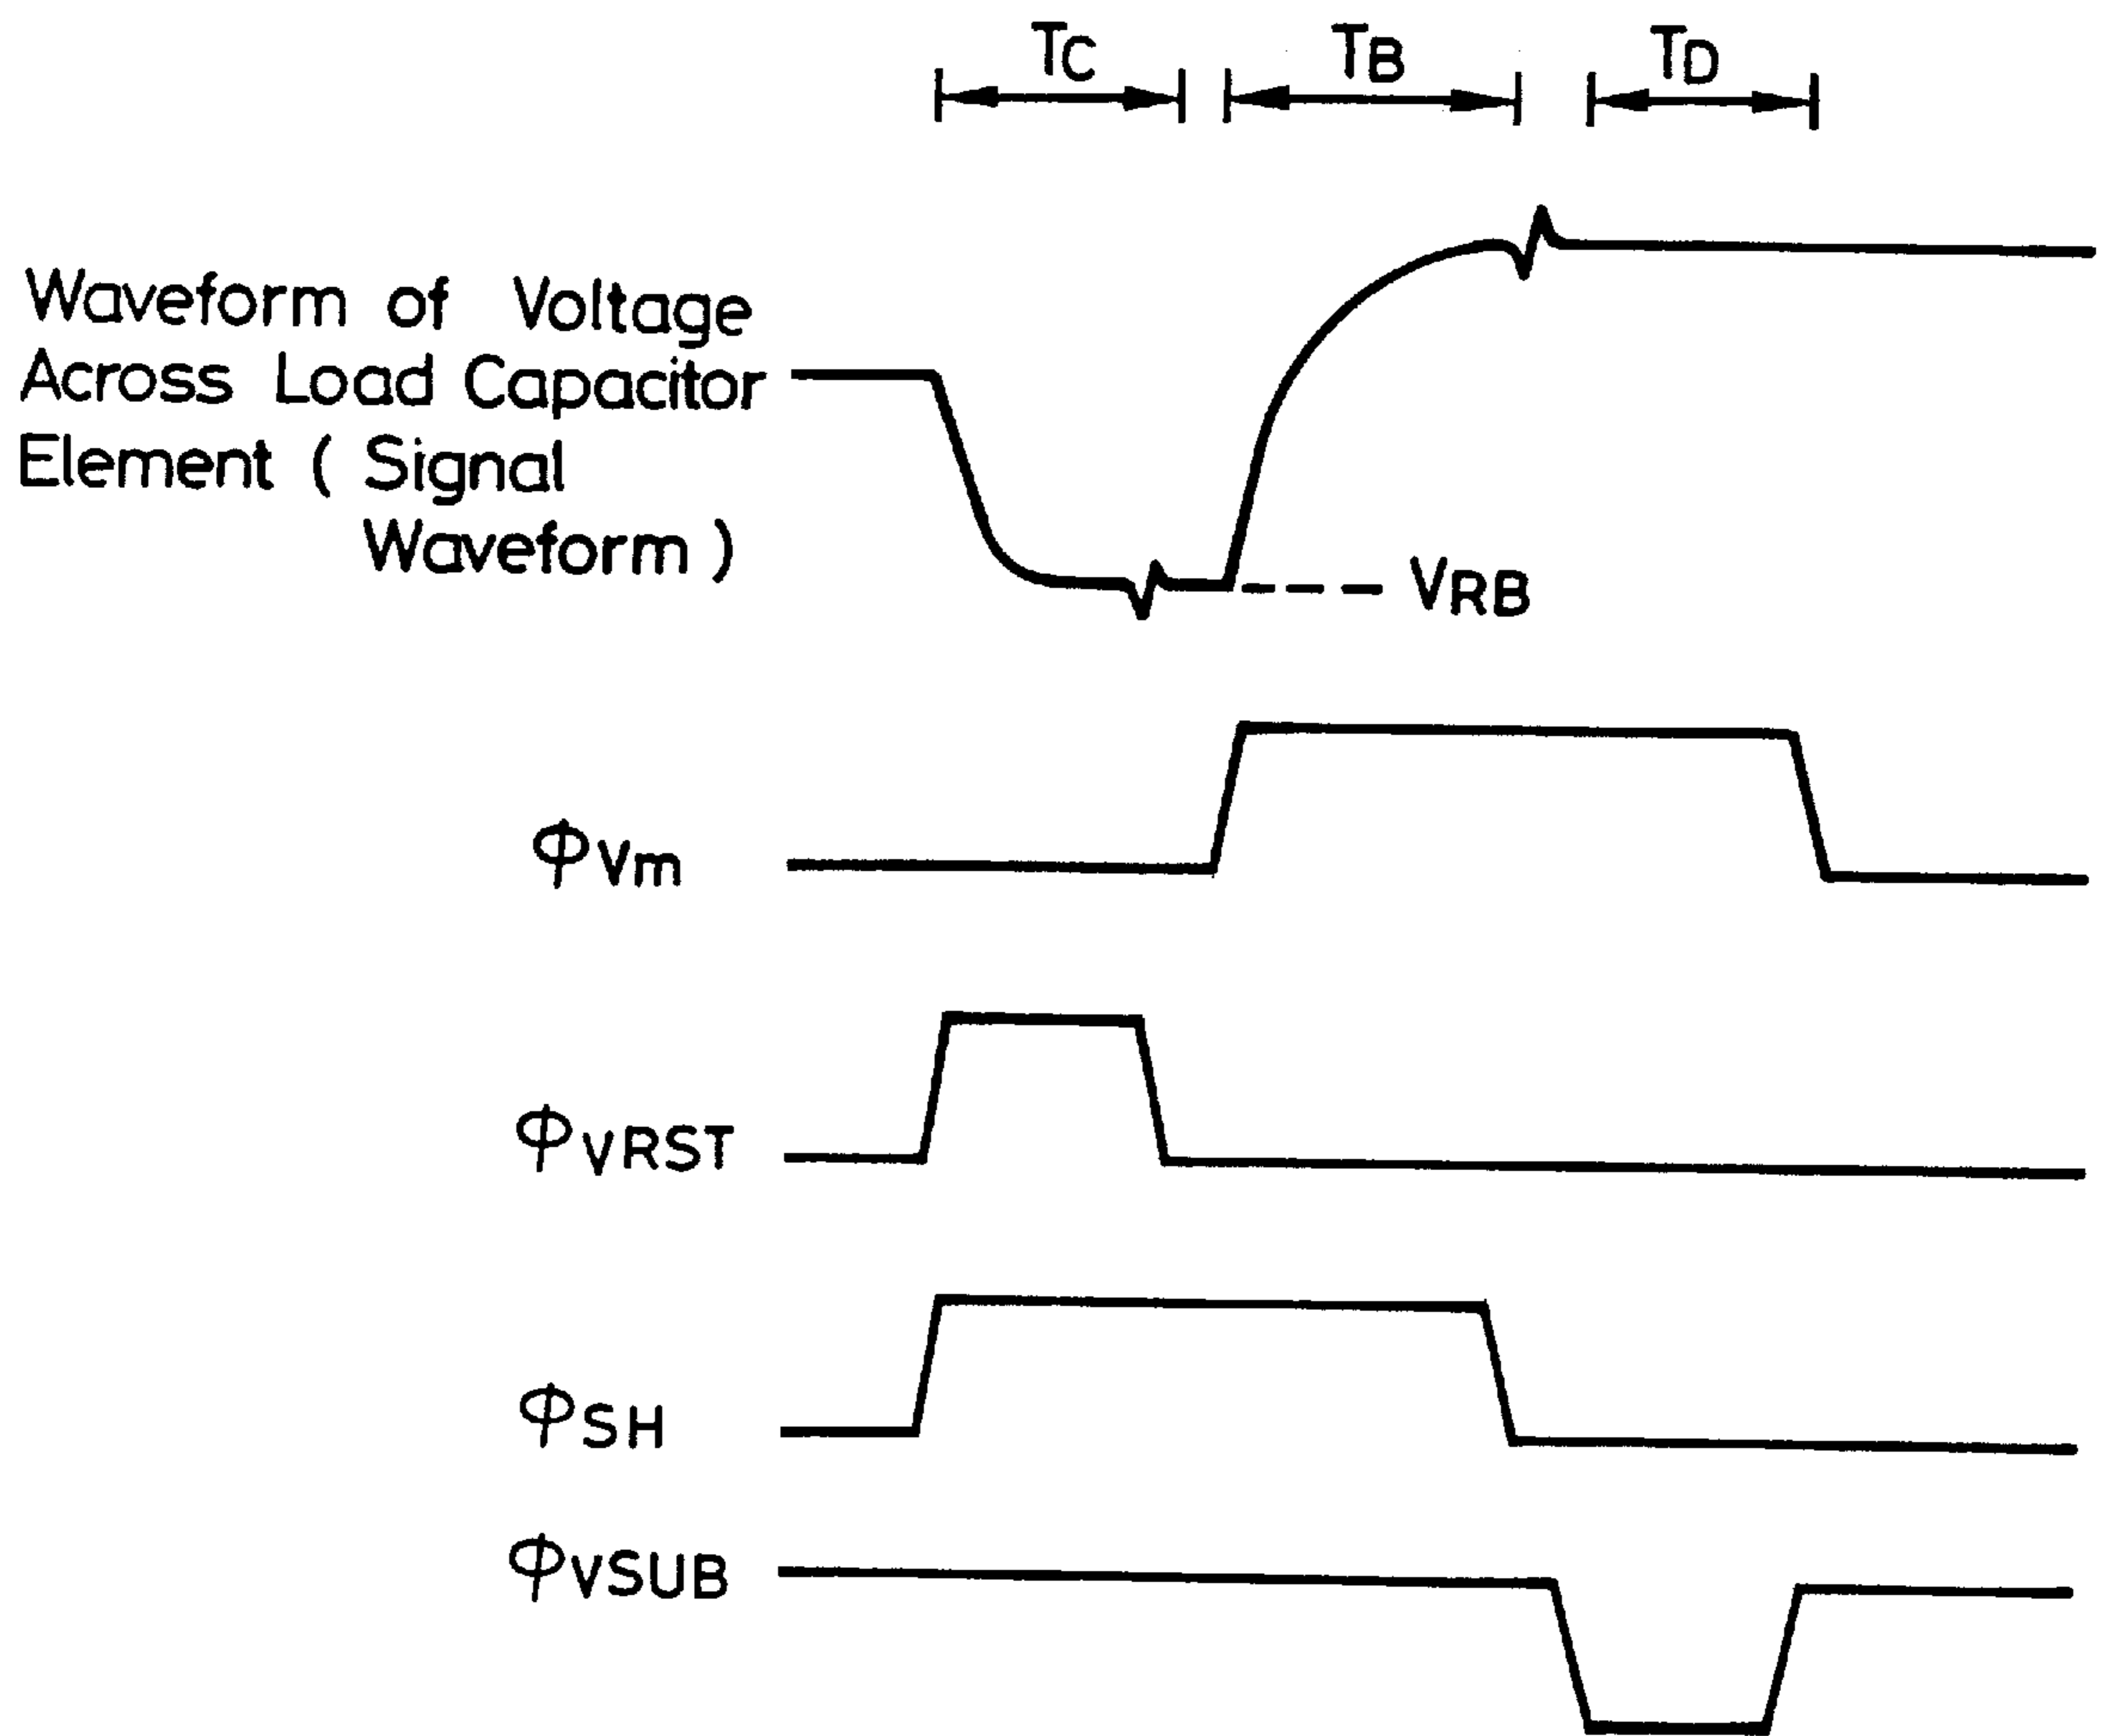 TC TB TD
Waveform of Voltage
Across Load Capacitor
Element ( Signal
Waveform )
VRB
ΦVm
ΦVRST
ΦSH
ΦVSUB